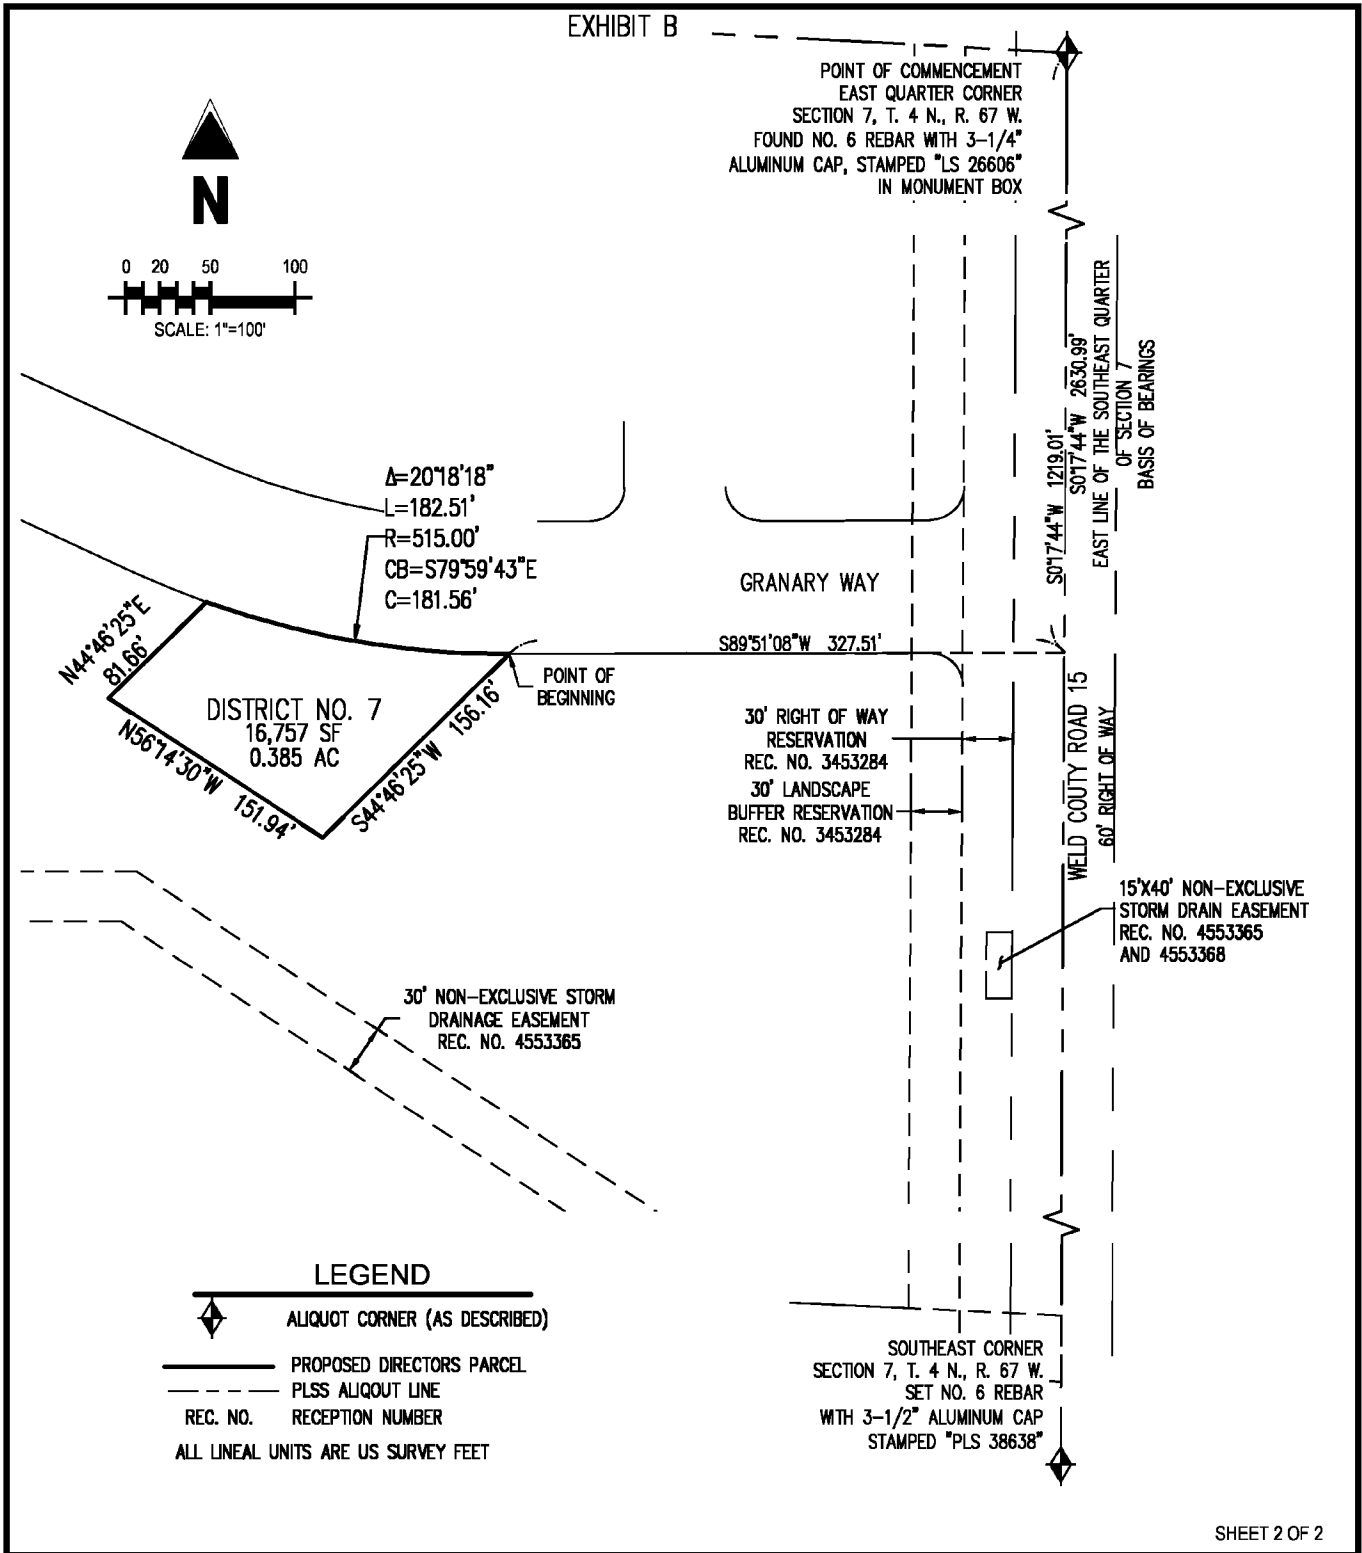 EXHIBIT B
POINT OF COMMENCEMENT
EAST QUARTER CORNER
SECTION 7, T. 4 N., R. 67 W.
FOUND NO. 6 REBAR WITH 3-1/4"
ALUMINUM CAP, STAMPED "LS 26606"
IN MONUMENT BOX
N
0 20 50 100
SCALE: 1"=100'
S0°17'44"W 1219.01'
S0°17'44"W 2630.99'
EAST LINE OF THE SOUTHEAST QUARTER
OF SECTION 7
BASIS OF BEARINGS
Δ=20°18'18"
L=182.51'
R=515.00'
CB=S79°59'43"E
C=181.56'
GRANARY WAY
S89°51'08"W 327.51'
N44°46'25"E
81.66'
POINT OF
BEGINNING
DISTRICT NO. 7
16,757 SF
0.385 AC
N56°14'30"W 151.94'
S44°46'25"W 156.16'
30' RIGHT OF WAY
RESERVATION
REC. NO. 3453284
30' LANDSCAPE
BUFFER RESERVATION
REC. NO. 3453284
WELD COUTY ROAD 15
60' RIGHT OF WAY
15'X40' NON-EXCLUSIVE
STORM DRAIN EASEMENT
REC. NO. 4553365
AND 4553368
30' NON-EXCLUSIVE STORM
DRAINAGE EASEMENT
REC. NO. 4553365
LEGEND
ALIQUOT CORNER (AS DESCRIBED)
PROPOSED DIRECTORS PARCEL
PLSS ALIQOUT LINE
REC. NO. RECEPTION NUMBER
ALL LINEAL UNITS ARE US SURVEY FEET
SOUTHEAST CORNER
SECTION 7, T. 4 N., R. 67 W.
SET NO. 6 REBAR
WITH 3-1/2" ALUMINUM CAP
STAMPED "PLS 38638"
SHEET 2 OF 2